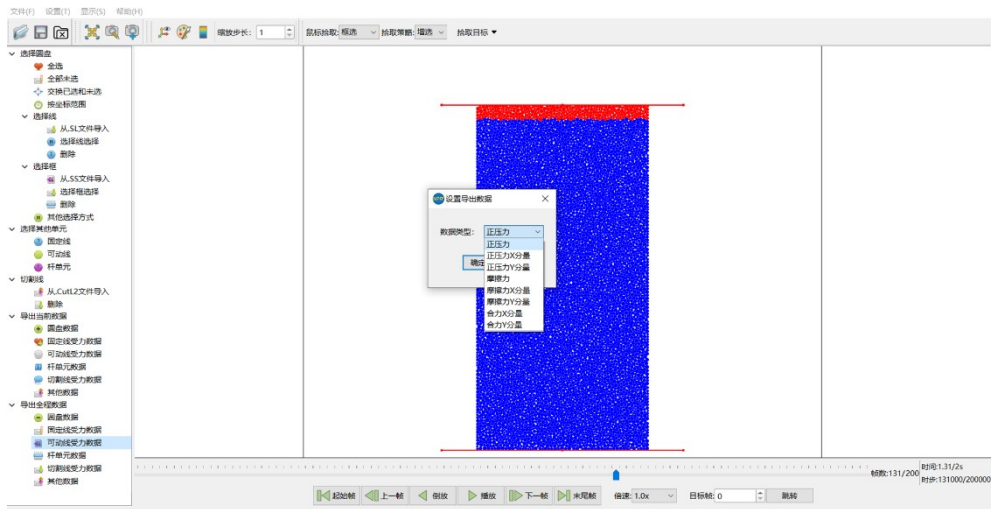 文件(F) 设置(T) 显示(S) 帮助(H)
缩放步长: 1 鼠标拾取: 框选 拾取策略: 增选 拾取目标
选择圆盘
全选
全部未选
交换已选和未选
按坐标范围
选择线
从.SL文件导入
选择线选择
删除
选择框
从.SS文件导入
选择框选择
删除
其他选择方式
选择其他单元
固定线
可动线
杆单元
切割线
从.CutL2文件导入
删除
导出当前数据
圆盘数据
固定线受力数据
可动线受力数据
杆单元数据
切割线受力数据
其他数据
导出全程数据
圆盘数据
固定线受力数据
可动线受力数据
杆单元数据
切割线受力数据
其他数据
设置导出数据
数据类型: 正压力
正压力
正压力X分量
正压力Y分量
摩擦力
摩擦力X分量
摩擦力Y分量
合力X分量
合力Y分量
确定
帧数:131/200
时间:1.31/2s
时步:131000/200000
起始帧 上一帧 倒放 播放 下一帧 末尾帧 倍速: 1.0x 目标帧: 0 跳转